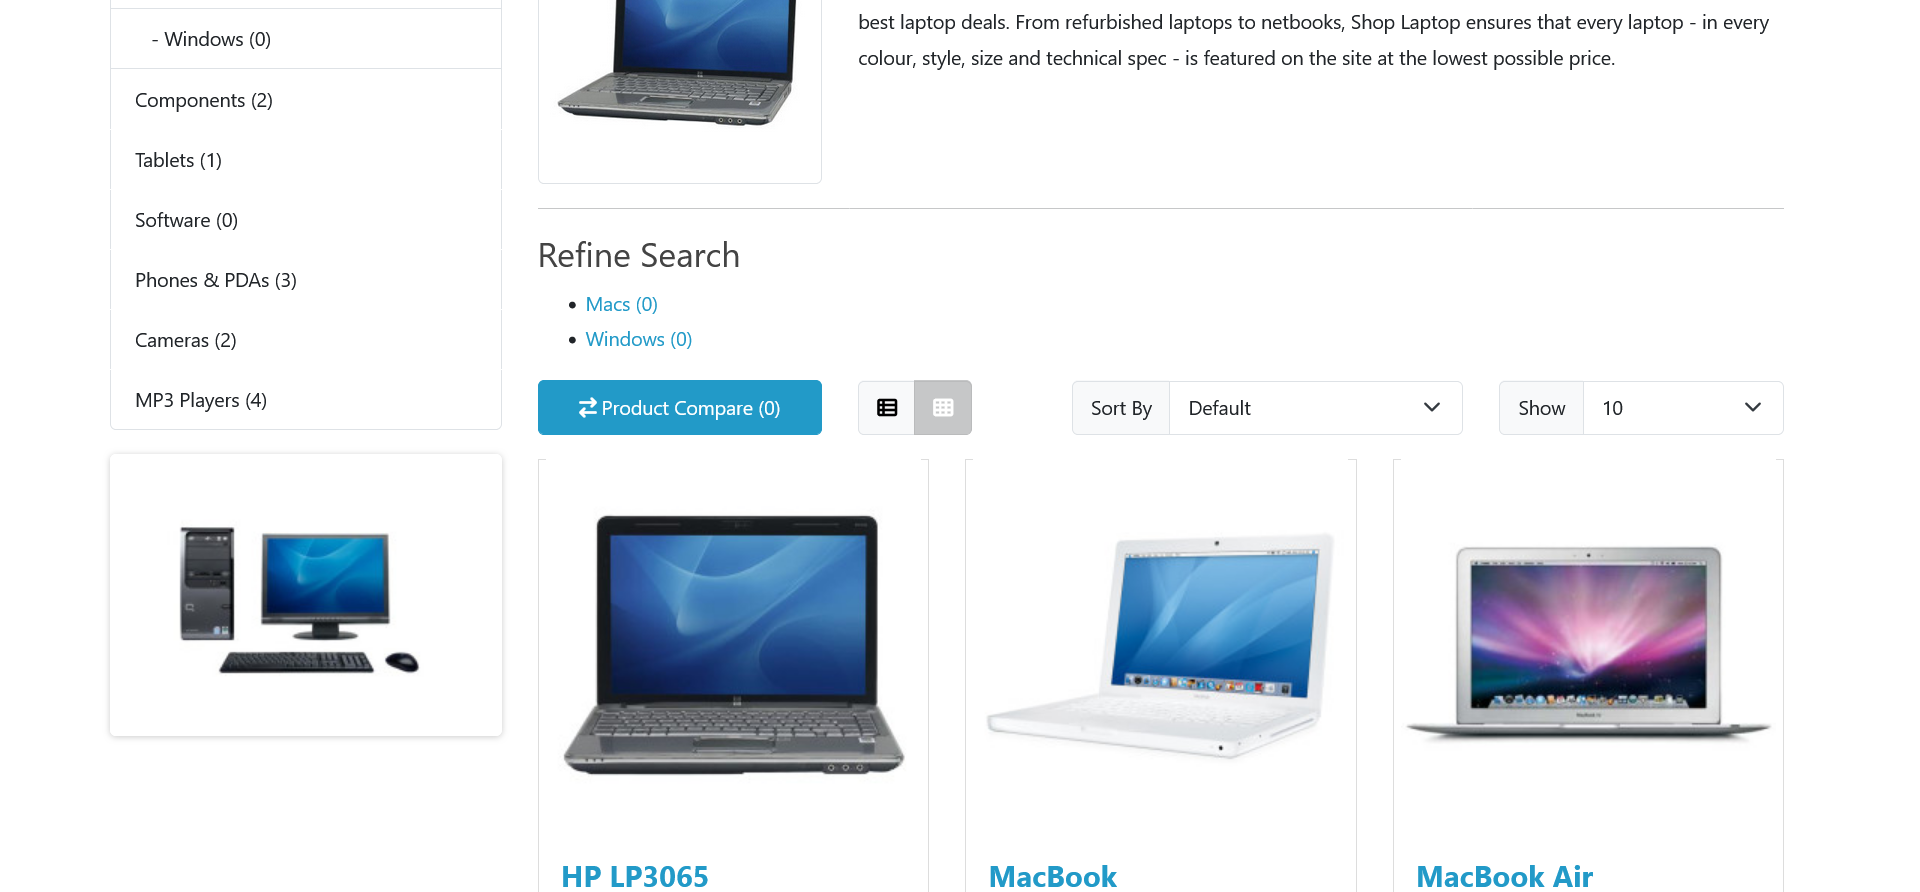 - Windows (0)
Components (2)
Tablets (1)
Software (0)
Phones & PDAs (3)
Cameras (2)
MP3 Players (4)
best laptop deals. From refurbished laptops to netbooks, Shop Laptop ensures that every laptop - in every
colour, style, size and technical spec - is featured on the site at the lowest possible price.
Refine Search
Macs (0)
Windows (0)
Product Compare (0)
Sort By Default
Show 10
HP LP3065
MacBook
MacBook Air